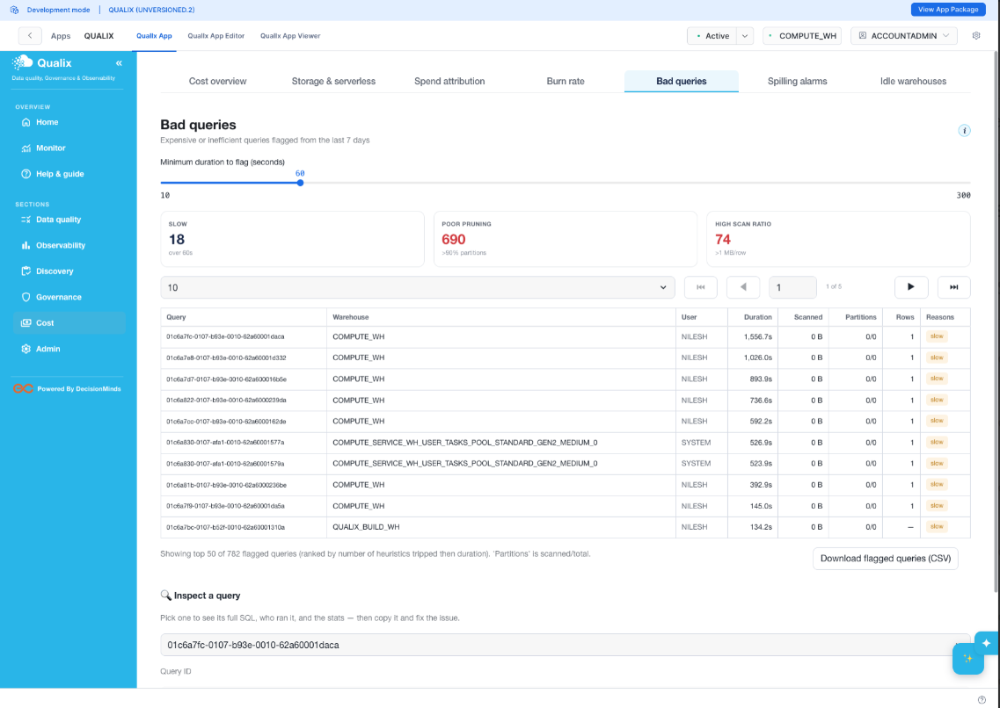 Development mode | QUALIX (UNVERSIONED.2) View App Package
Apps QUALIX Qualix App Qualix App Editor Qualix App Viewer Active COMPUTE_WH ACCOUNTADMIN
Qualix «
Data quality, Governance & Observability
OVERVIEW
Home
Monitor
Help & guide
SECTIONS
Data quality
Observability
Discovery
Governance
Cost
Admin
Powered By DecisionMinds
Cost overview Storage & serverless Spend attribution Burn rate Bad queries Spilling alarms Idle warehouses
Bad queries
Expensive or inefficient queries flagged from the last 7 days
i
Minimum duration to flag (seconds)
60
10 300
SLOW
18
over 60s
POOR PRUNING
690
>90% partitions
HIGH SCAN RATIO
74
>1 MB/row
10 1 1 of 5
Query Warehouse User Duration Scanned Partitions Rows Reasons
01c6a7fc-0107-b93e-0010-62a60001daca COMPUTE_WH NILESH 1,556.7s 0 B 0/0 1 slow
01c6a7e8-0107-b93e-0010-62a60001d332 COMPUTE_WH NILESH 1,026.0s 0 B 0/0 1 slow
01c6a7d7-0107-b93e-0010-62a600016b5e COMPUTE_WH NILESH 893.9s 0 B 0/0 1 slow
01c6a822-0107-b93e-0010-62a6000239da COMPUTE_WH NILESH 736.6s 0 B 0/0 1 slow
01c6a7cc-0107-b93e-0010-62a6000162de COMPUTE_WH NILESH 592.2s 0 B 0/0 1 slow
01c6a830-0107-afa1-0010-62a60001577a COMPUTE_SERVICE_WH_USER_TASKS_POOL_STANDARD_GEN2_MEDIUM_0 SYSTEM 526.9s 0 B 0/0 1 slow
01c6a830-0107-afa1-0010-62a60001579a COMPUTE_SERVICE_WH_USER_TASKS_POOL_STANDARD_GEN2_MEDIUM_0 SYSTEM 523.9s 0 B 0/0 1 slow
01c6a81b-0107-b93e-0010-62a6000236be COMPUTE_WH NILESH 392.9s 0 B 0/0 1 slow
01c6a7f9-0107-b93e-0010-62a60001da5a COMPUTE_WH NILESH 145.0s 0 B 0/0 1 slow
01c6a7bc-0107-b52f-0010-62a60001310a QUALIX_BUILD_WH NILESH 134.2s 0 B 0/0 — slow
Showing top 50 of 782 flagged queries (ranked by number of heuristics tripped then duration). 'Partitions' is scanned/total.
Download flagged queries (CSV)
Inspect a query
Pick one to see its full SQL, who ran it, and the stats — then copy it and fix the issue.
01c6a7fc-0107-b93e-0010-62a60001daca
Query ID